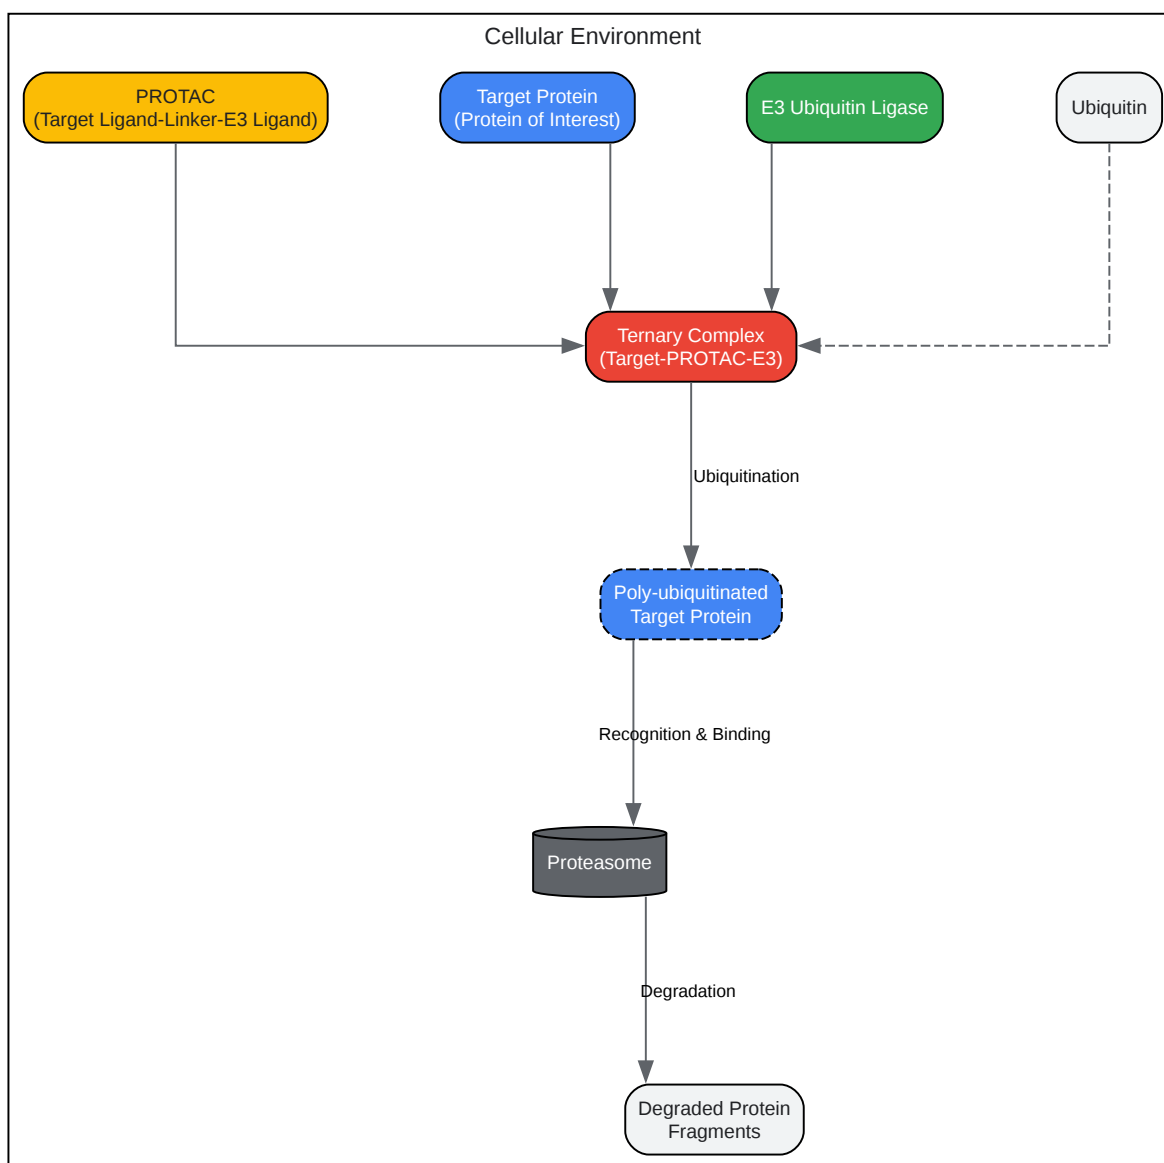 Cellular Environment
PROTAC
(Target Ligand-Linker-E3 Ligand)
Target Protein
(Protein of Interest)
E3 Ubiquitin Ligase
Ubiquitin
Ternary Complex
(Target-PROTAC-E3)
Ubiquitination
Poly-ubiquitinated
Target Protein
Recognition & Binding
Proteasome
Degradation
Degraded Protein
Fragments